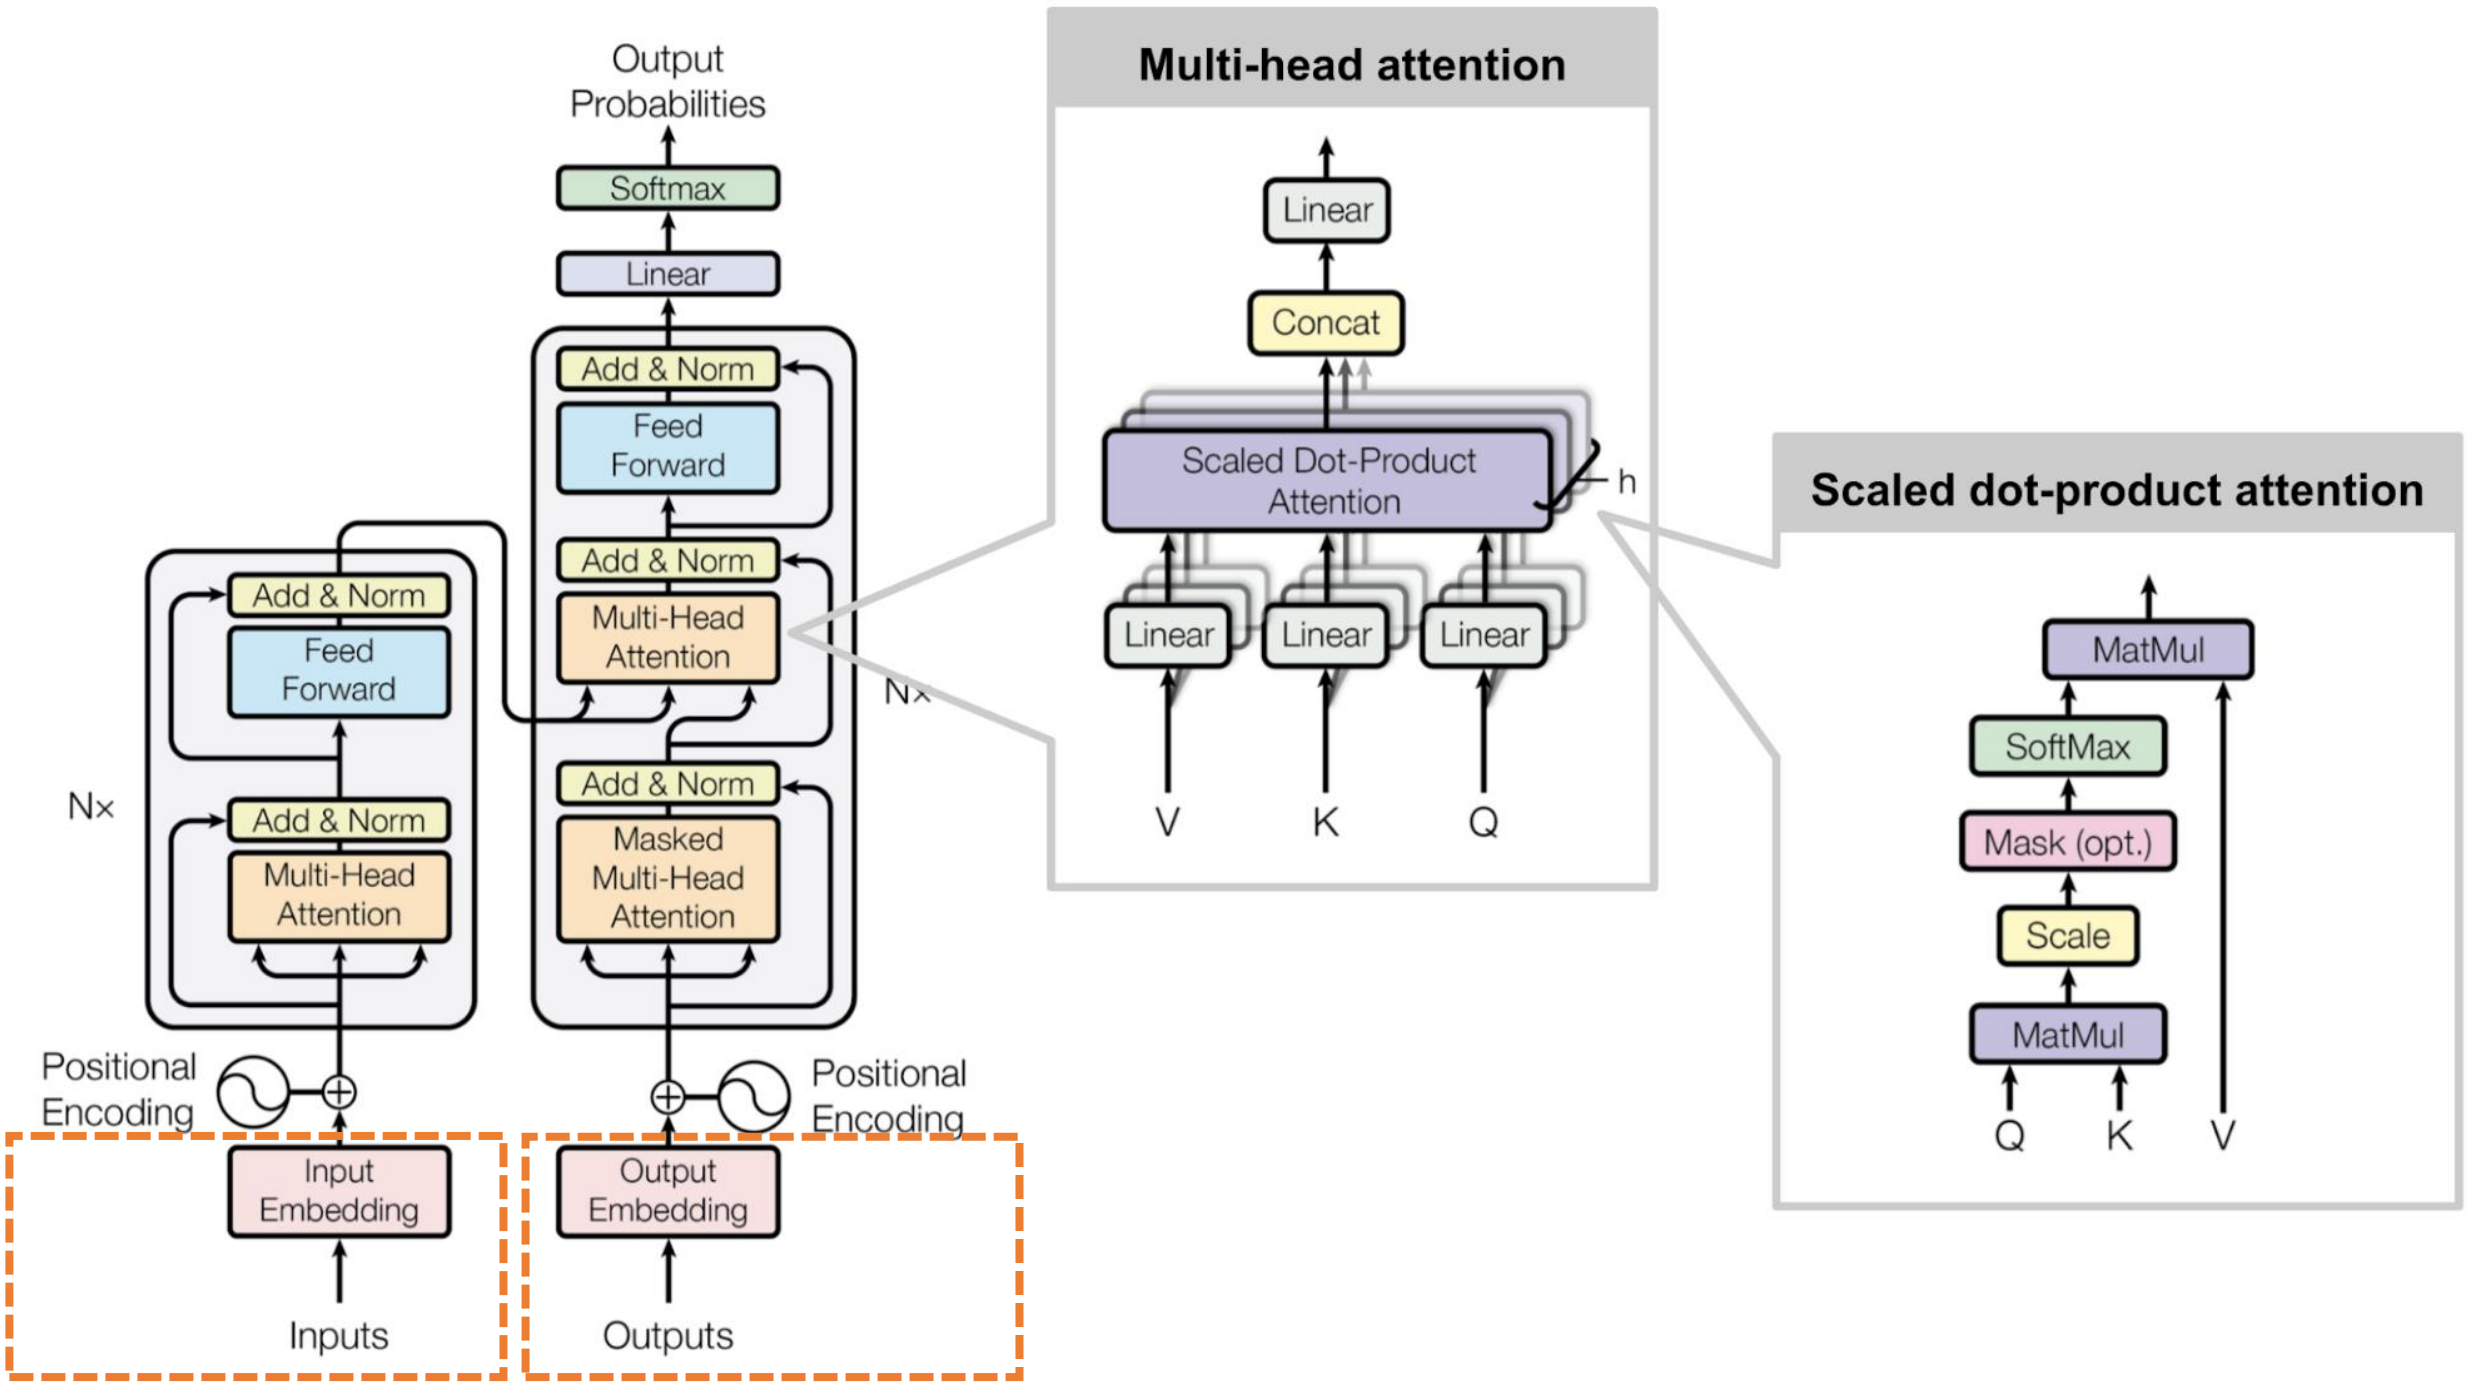 Output
Probabilities
Softmax
Linear
Add & Norm
Feed
Forward
Add & Norm
Multi-Head
Attention
Nx
Add & Norm
Masked
Multi-Head
Attention
Add & Norm
Feed
Forward
Nx
Add & Norm
Multi-Head
Attention
Positional
Encoding
Positional
Encoding
Input
Embedding
Output
Embedding
Inputs
Outputs
Multi-head attention
Linear
Concat
Scaled Dot-Product
Attention
h
Linear
Linear
Linear
V
K
Q
Scaled dot-product attention
MatMul
SoftMax
Mask (opt.)
Scale
MatMul
Q
K
V